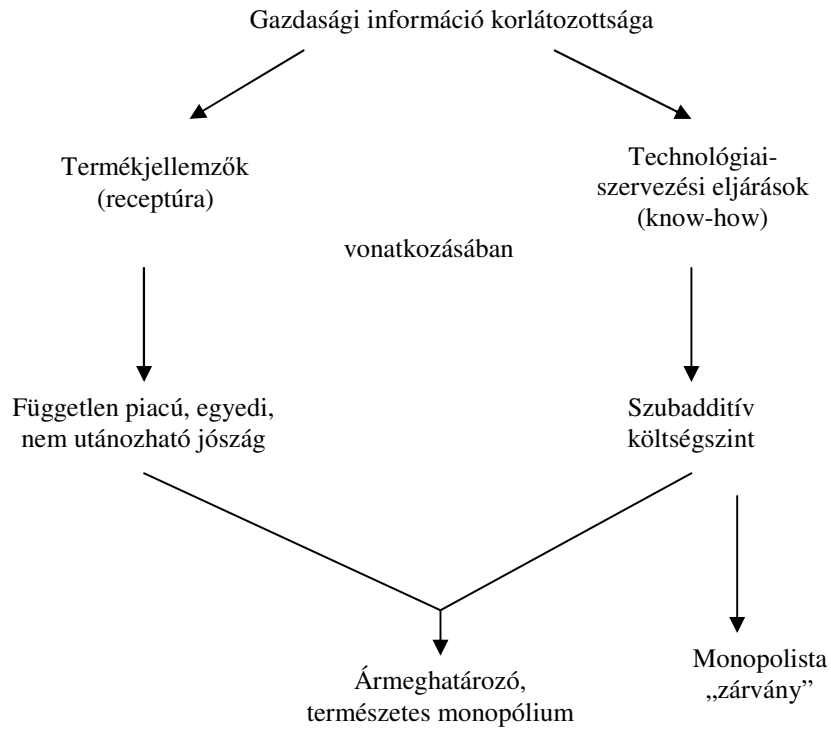 Gazdasági információ korlátozottsága
Termékjellemzők
(receptúra)
Technológiai-
szervezési eljárások
(know-how)
vonatkozásában
Független piacú, egyedi,
nem utánozható jószág
Szubadditív
költségszint
Ármeghatározó,
természetes monopólium
Monopolista
„zárvány”